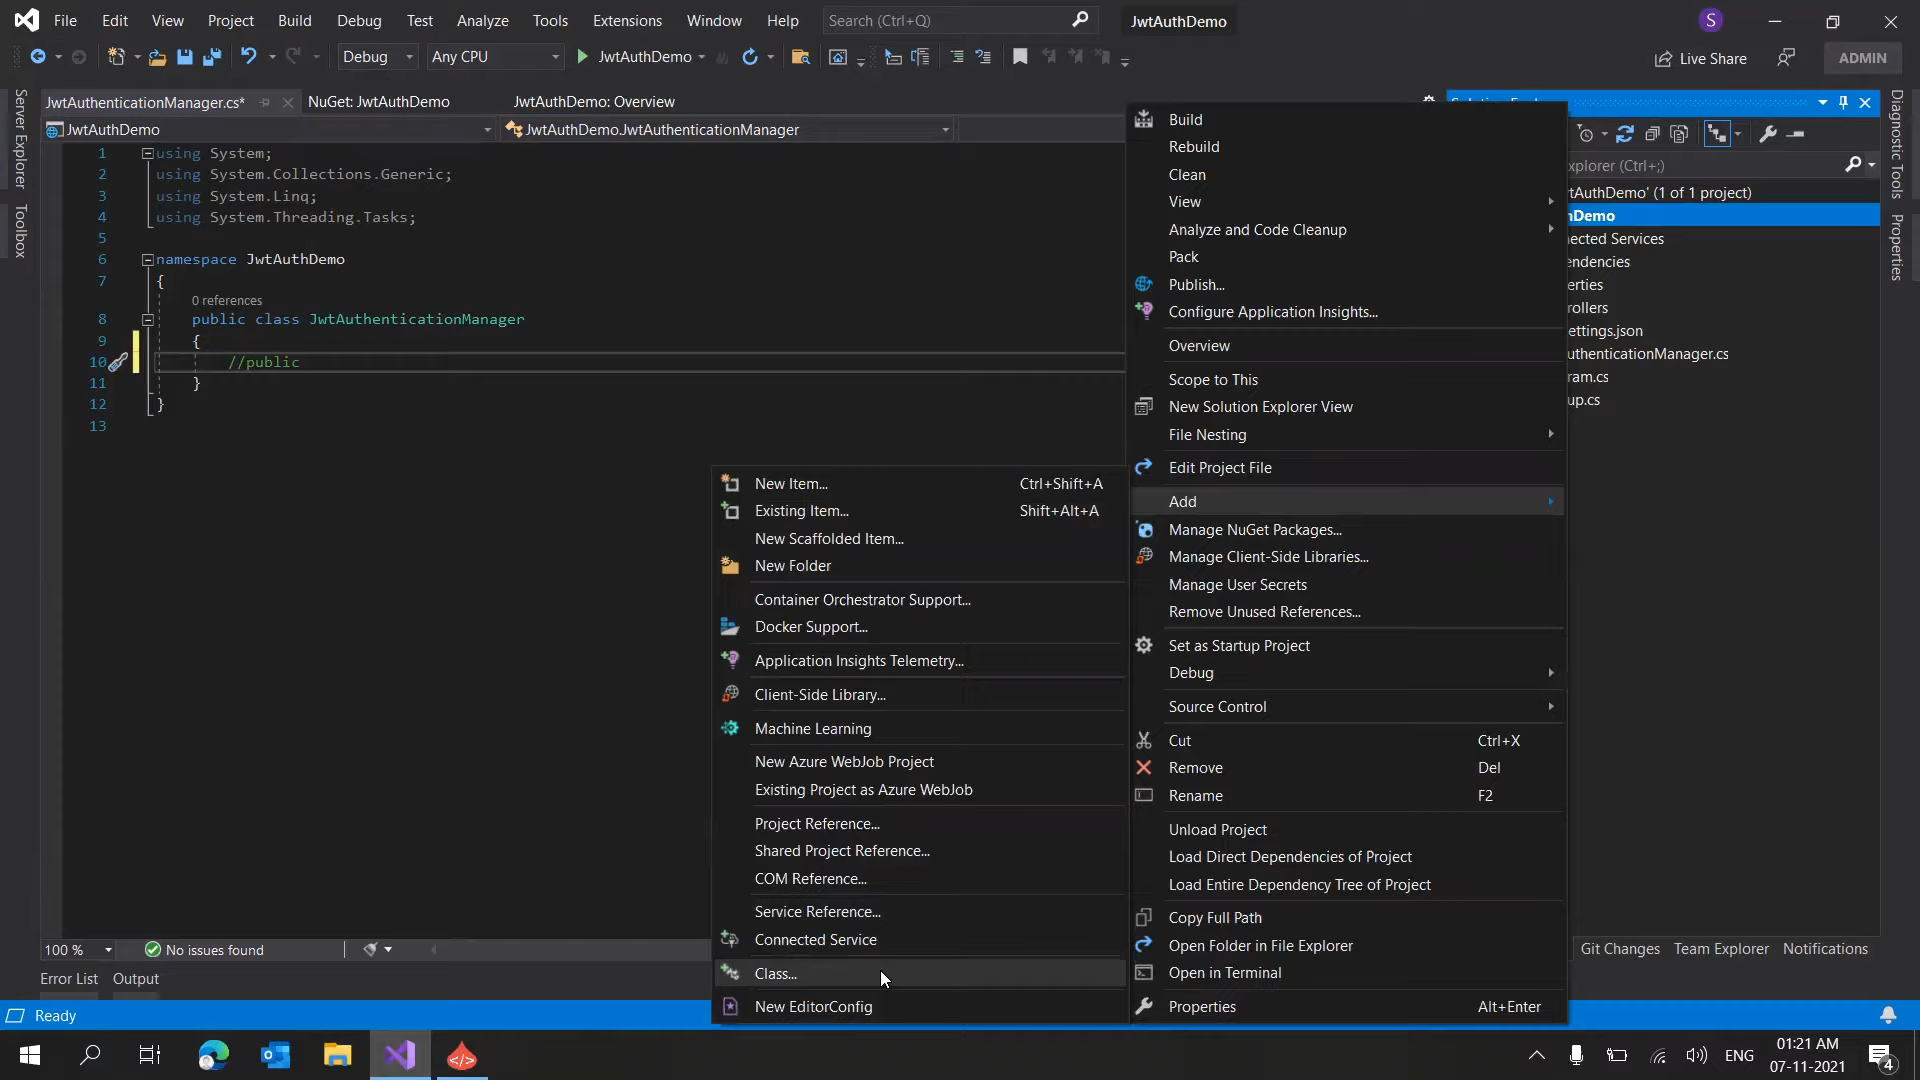 File Edit View Project Build Debug Test Analyze Tools Extensions Window Help Search (Ctrl+Q) JwtAuthDemo S
Debug Any CPU JwtAuthDemo Live Share ADMIN
Server Explorer
Toolbox
JwtAuthenticationManager.cs* NuGet: JwtAuthDemo JwtAuthDemo: Overview
JwtAuthDemo JwtAuthDemo.JwtAuthenticationManager
1 using System;
2 using System.Collections.Generic;
3 using System.Linq;
4 using System.Threading.Tasks;
5
6 namespace JwtAuthDemo
7 {
0 references
8 public class JwtAuthenticationManager
9 {
10 //public
11 }
12 }
13
New Item... Ctrl+Shift+A
Existing Item... Shift+Alt+A
New Scaffolded Item...
New Folder
Container Orchestrator Support...
Docker Support...
Application Insights Telemetry...
Client-Side Library...
Machine Learning
New Azure WebJob Project
Existing Project as Azure WebJob
Project Reference...
Shared Project Reference...
COM Reference...
Service Reference...
Connected Service
Class...
New EditorConfig
Build
Rebuild
Clean
View
Analyze and Code Cleanup
Pack
Publish...
Configure Application Insights...
Overview
Scope to This
New Solution Explorer View
File Nesting
Edit Project File
Add
Manage NuGet Packages...
Manage Client-Side Libraries...
Manage User Secrets
Remove Unused References...
Set as Startup Project
Debug
Source Control
Cut Ctrl+X
Remove Del
Rename F2
Unload Project
Load Direct Dependencies of Project
Load Entire Dependency Tree of Project
Copy Full Path
Open Folder in File Explorer
Open in Terminal
Properties Alt+Enter
xplorer (Ctrl+;)
tAuthDemo' (1 of 1 project)
hDemo
ected Services
endencies
erties
rollers
ettings.json
uthenticationManager.cs
ram.cs
up.cs
Diagnostic Tools
Properties
100 % No issues found
Git Changes Team Explorer Notifications
Error List Output
Ready
ENG
01:21 AM
07-11-2021
4